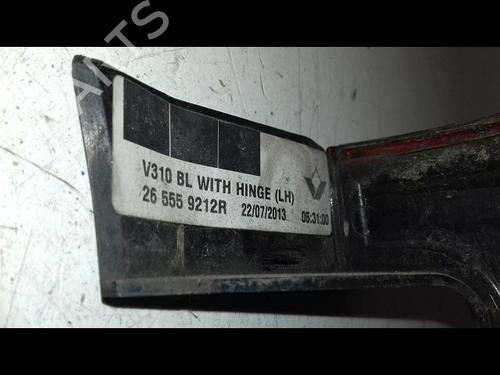 V310 BL WITH HINGE (LH)
26 555 9212R 22/07/2013 05:31:00